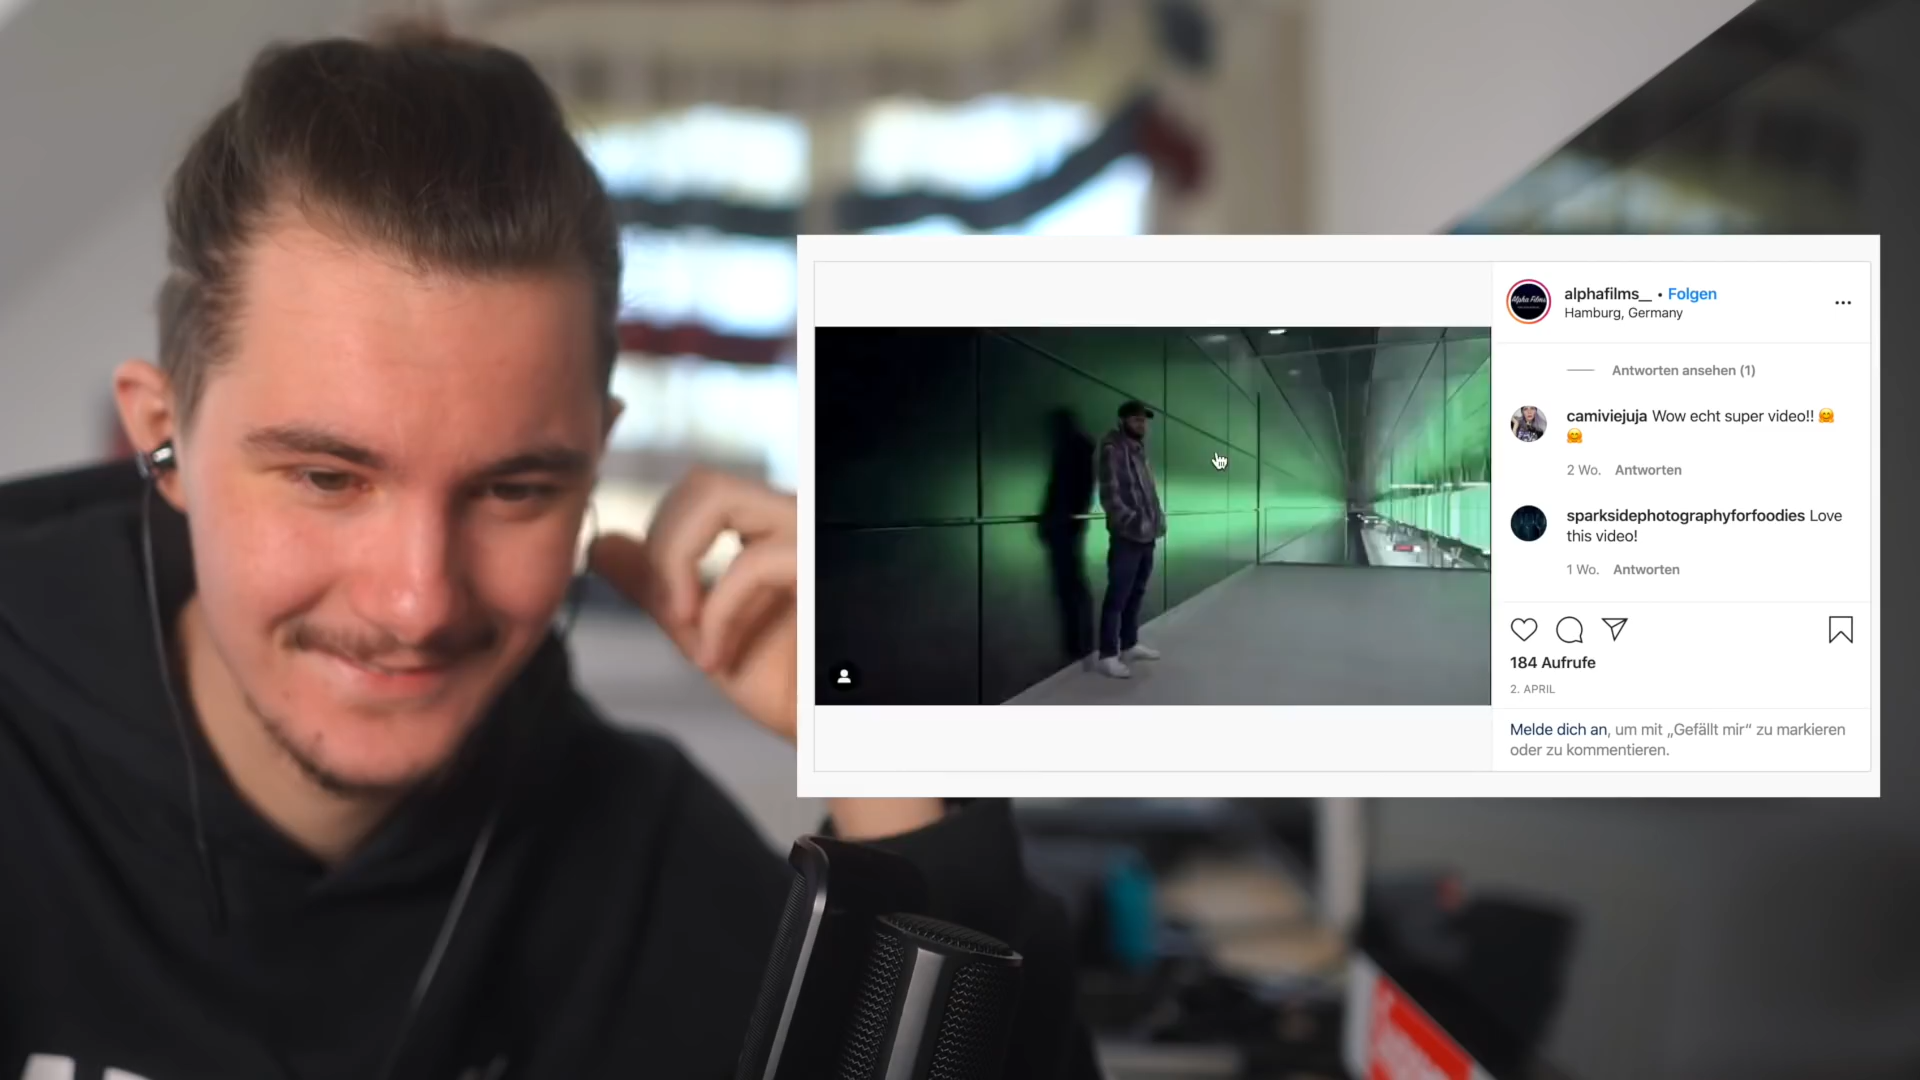 alphafilms__ • Folgen
Hamburg, Germany
Antworten ansehen (1)
camiviejuja Wow echt super video!! 🤗
🤗
2 Wo. Antworten
sparksidephotographyforfoodies Love
this video!
1 Wo. Antworten
184 Aufrufe
2. APRIL
Melde dich an, um mit „Gefällt mir“ zu markieren
oder zu kommentieren.